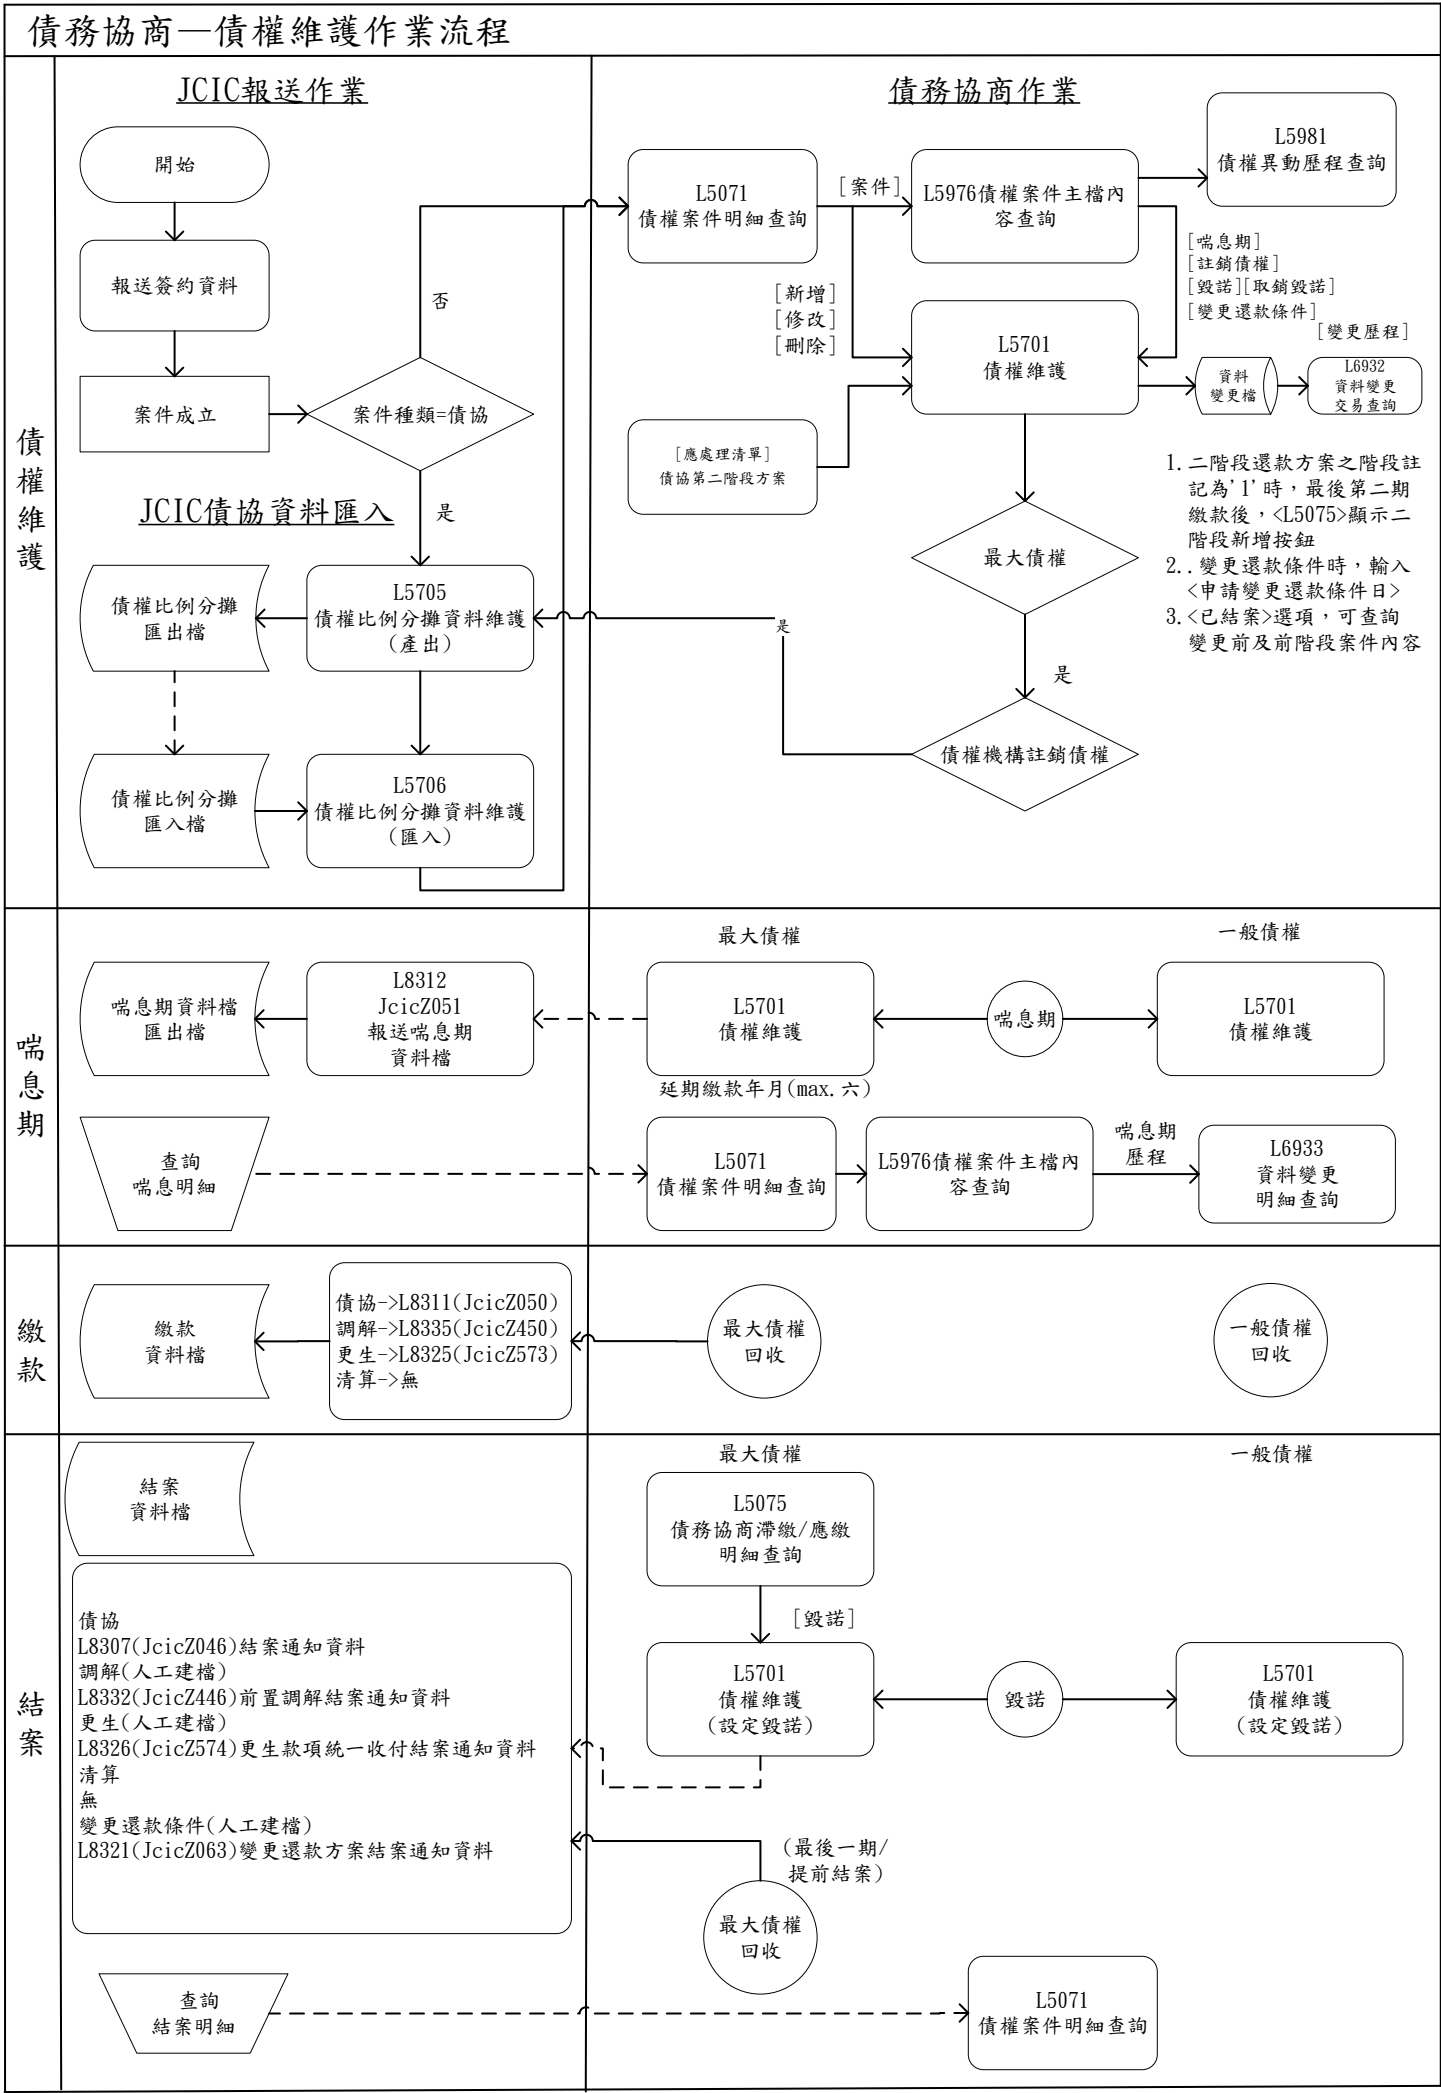 債務協商—債權維護作業流程
債權維護
JCIC報送作業
開始
報送簽約資料
案件成立
案件種類=債協
否
是
JCIC債協資料匯入
L5705
債權比例分攤資料維護
(產出)
債權比例分攤
匯出檔
債權比例分攤
匯入檔
L5706
債權比例分攤資料維護
(匯入)
債務協商作業
L5071
債權案件明細查詢
[案件]
L5976債權案件主檔內
容查詢
L5981
債權異動歷程查詢
[新增]
[修改]
[刪除]
[喘息期]
[註銷債權]
[毀諾][取銷毀諾]
[變更還款條件]
[變更歷程]
L5701
債權維護
資料
變更檔
L6932
資料變更
交易查詢
[應處理清單]
債協第二階段方案
最大債權
是
債權機構註銷債權
是
1.二階段還款方案之階段註
記為'1'時，最後第二期
繳款後，<L5075>顯示二
階段新增按鈕
2..變更還款條件時，輸入
<申請變更還款條件日>
3.<已結案>選項，可查詢
變更前及前階段案件內容
喘息期
喘息期資料檔
匯出檔
L8312
JcicZ051
報送喘息期
資料檔
最大債權
L5701
債權維護
延期繳款年月(max.六)
喘息期
一般債權
L5701
債權維護
查詢
喘息明細
L5071
債權案件明細查詢
L5976債權案件主檔內
容查詢
喘息期
歷程
L6933
資料變更
明細查詢
繳款
繳款
資料檔
債協->L8311(JcicZ050)
調解->L8335(JcicZ450)
更生->L8325(JcicZ573)
清算->無
最大債權
回收
一般債權
回收
結案
結案
資料檔
債協
L8307(JcicZ046)結案通知資料
調解(人工建檔)
L8332(JcicZ446)前置調解結案通知資料
更生(人工建檔)
L8326(JcicZ574)更生款項統一收付結案通知資料
清算
無
變更還款條件(人工建檔)
L8321(JcicZ063)變更還款方案結案通知資料
最大債權
L5075
債務協商滯繳/應繳
明細查詢
[毀諾]
L5701
債權維護
(設定毀諾)
毀諾
一般債權
L5701
債權維護
(設定毀諾)
(最後一期/
提前結案)
最大債權
回收
查詢
結案明細
L5071
債權案件明細查詢